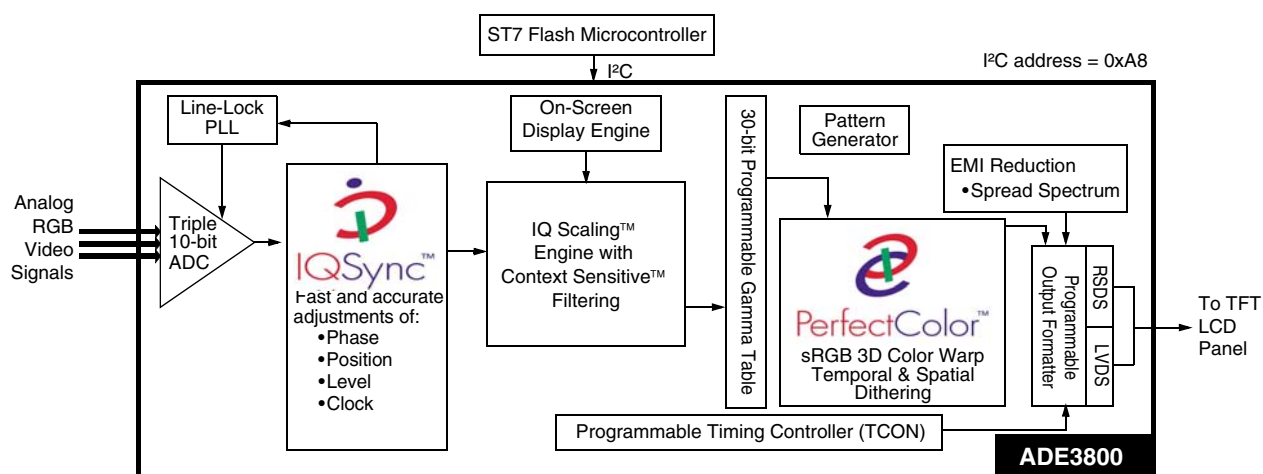 ST7 Flash Microcontroller
I²C
I²C address = 0xA8
Line-Lock
PLL
On-Screen
Display Engine
30-bit Programmable Gamma Table
Pattern
Generator
EMI Reduction
•Spread Spectrum
Analog
RGB
Video
Signals
Triple
10-bit
ADC
IQSync™
Fast and accurate
adjustments of:
•Phase
•Position
•Level
•Clock
IQ Scaling™
Engine with
Context Sensitive™
Filtering
PerfectColor™
sRGB 3D Color Warp
Temporal & Spatial
Dithering
Programmable
Output Formatter
RSDS
LVDS
To TFT
LCD
Panel
Programmable Timing Controller (TCON)
ADE3800